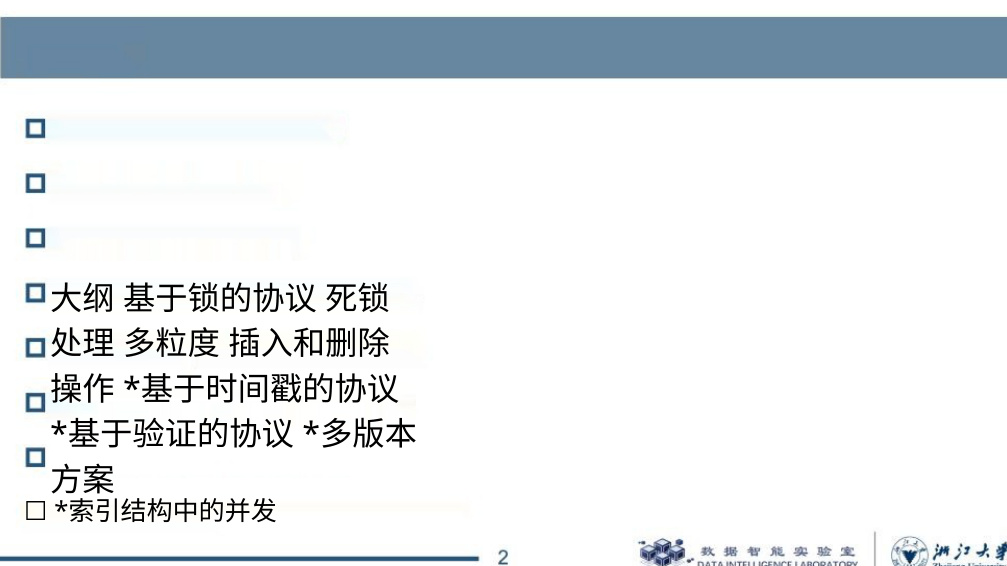 大纲 基于锁的协议 死锁
处理 多粒度 插入和删除
操作 *基于时间戳的协议
*基于验证的协议 *多版本
方案
□ *索引结构中的并发
2
数据智能实验室
DATA INTELLIGENCE LABORATORY
浙江大学
Zhejiang University